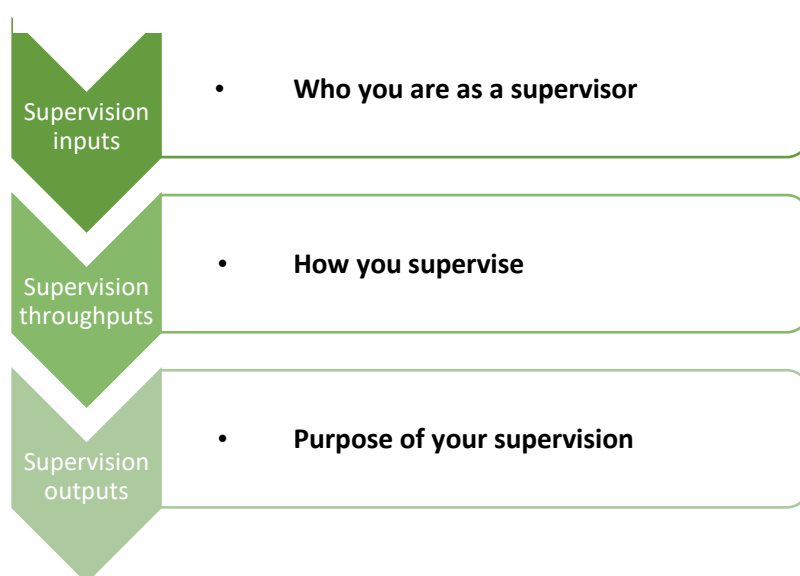 Supervision
inputs
• Who you are as a supervisor
Supervision
throughputs
• How you supervise
Supervision
outputs
• Purpose of your supervision